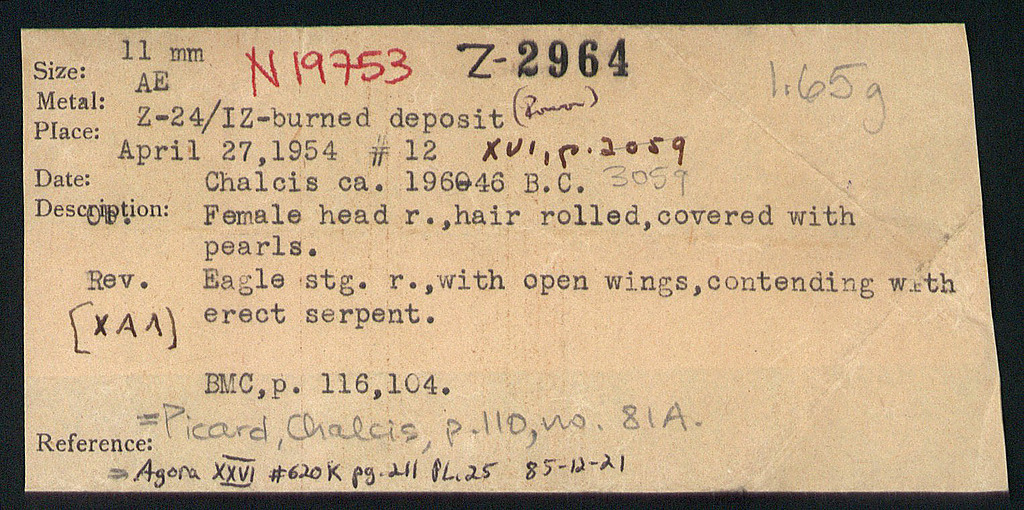 Size: 11 mm N19753 Z-2964
Metal: AE 1.65g
Place: Z-24/IZ-burned deposit (Roman)
April 27,1954 # 12 XVI, p. 2059
Date: Chalcis ca. 196-146 B.C. 3059
Description: Ob. Female head r.,hair rolled,covered with
pearls.
Rev. Eagle stg. r.,with open wings,contending with
[ΧΑΛ] erect serpent.
BMC,p. 116,104.
=Picard, Chalcis, p.110, no. 81A.
Reference:
= Agora XXVI #620K pg. 211 PL.25 85-12-21